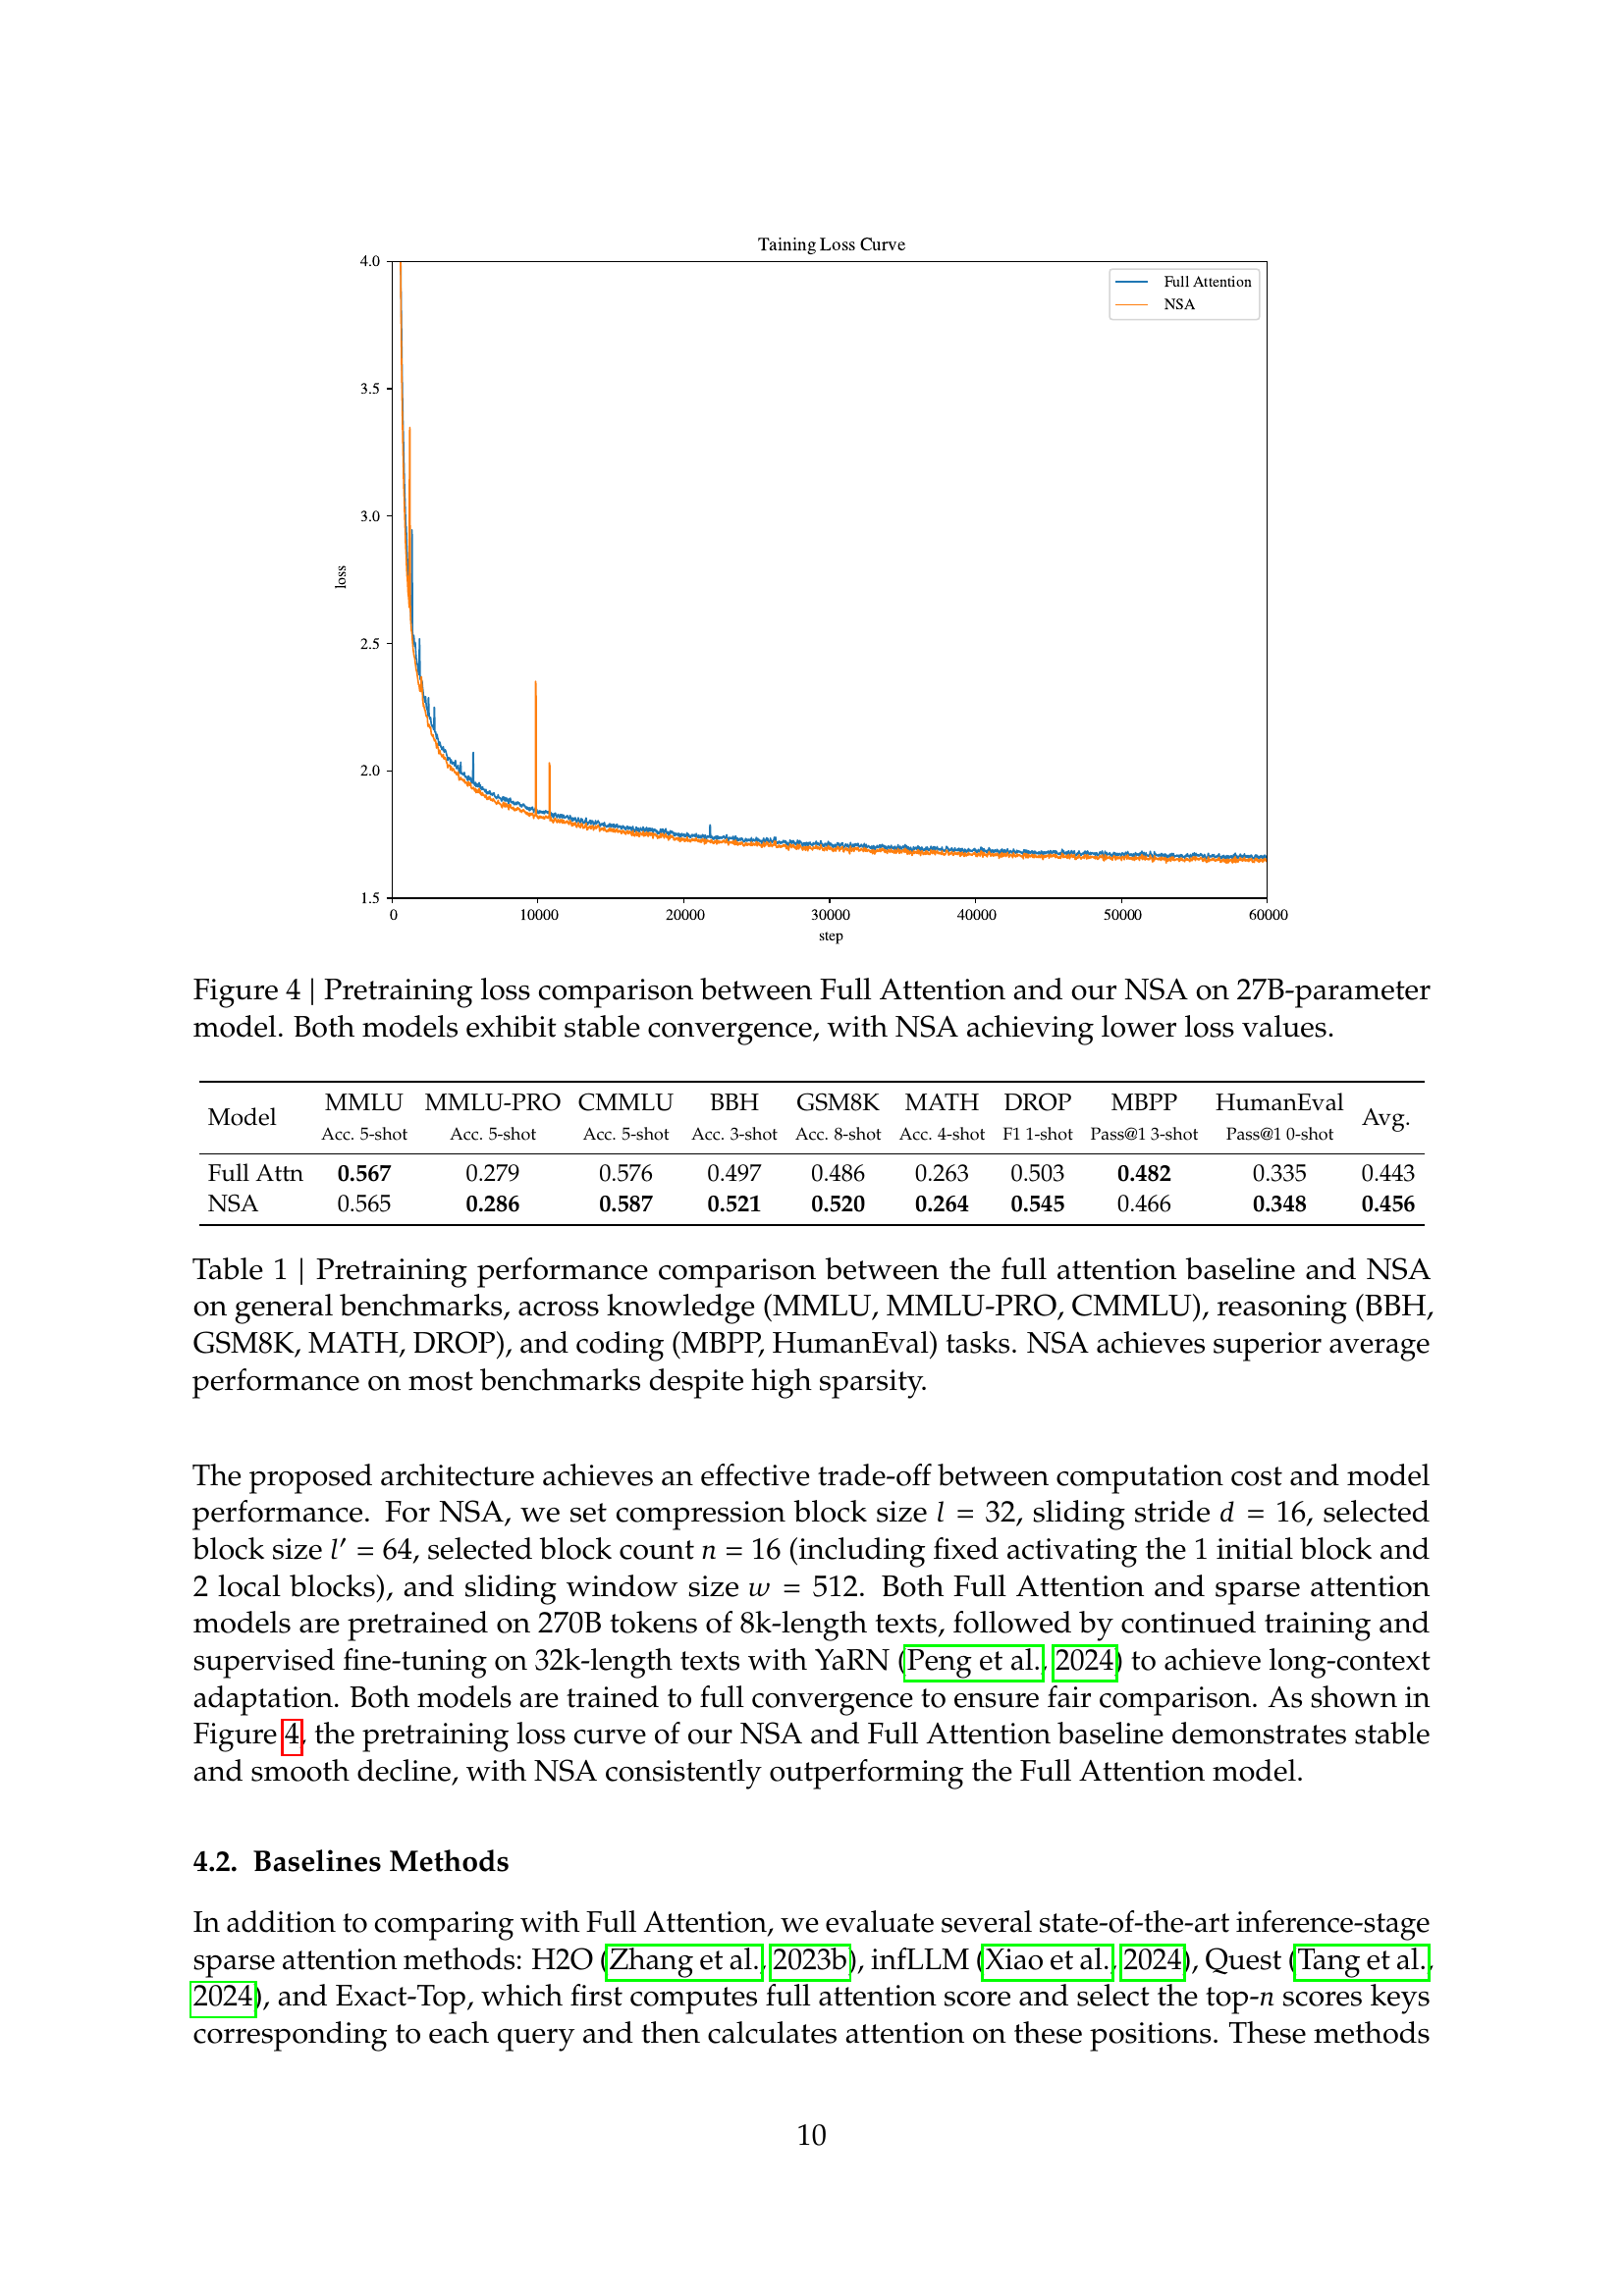 Taining Loss Curve
4.0
3.5
3.0
2.5
2.0
1.5
loss
Full Attention
NSA
0 10000 20000 30000 40000 50000 60000
step
Figure 4 | Pretraining loss comparison between Full Attention and our NSA on 27B-parameter
model. Both models exhibit stable convergence, with NSA achieving lower loss values.
Model MMLU MMLU-PRO CMMLU BBH GSM8K MATH DROP MBPP HumanEval Avg.
Acc. 5-shot Acc. 5-shot Acc. 5-shot Acc. 3-shot Acc. 8-shot Acc. 4-shot F1 1-shot Pass@1 3-shot Pass@1 0-shot
Full Attn 0.567 0.279 0.576 0.497 0.486 0.263 0.503 0.482 0.335 0.443
NSA 0.565 0.286 0.587 0.521 0.520 0.264 0.545 0.466 0.348 0.456
Table 1 | Pretraining performance comparison between the full attention baseline and NSA
on general benchmarks, across knowledge (MMLU, MMLU-PRO, CMMLU), reasoning (BBH,
GSM8K, MATH, DROP), and coding (MBPP, HumanEval) tasks. NSA achieves superior average
performance on most benchmarks despite high sparsity.
The proposed architecture achieves an effective trade-off between computation cost and model
performance. For NSA, we set compression block size l = 32, sliding stride d = 16, selected
block size l′ = 64, selected block count n = 16 (including fixed activating the 1 initial block and
2 local blocks), and sliding window size w = 512. Both Full Attention and sparse attention
models are pretrained on 270B tokens of 8k-length texts, followed by continued training and
supervised fine-tuning on 32k-length texts with YaRN (Peng et al., 2024) to achieve long-context
adaptation. Both models are trained to full convergence to ensure fair comparison. As shown in
Figure 4, the pretraining loss curve of our NSA and Full Attention baseline demonstrates stable
and smooth decline, with NSA consistently outperforming the Full Attention model.
4.2. Baselines Methods
In addition to comparing with Full Attention, we evaluate several state-of-the-art inference-stage
sparse attention methods: H2O (Zhang et al., 2023b), infLLM (Xiao et al., 2024), Quest (Tang et al.,
2024), and Exact-Top, which first computes full attention score and select the top-n scores keys
corresponding to each query and then calculates attention on these positions. These methods
10